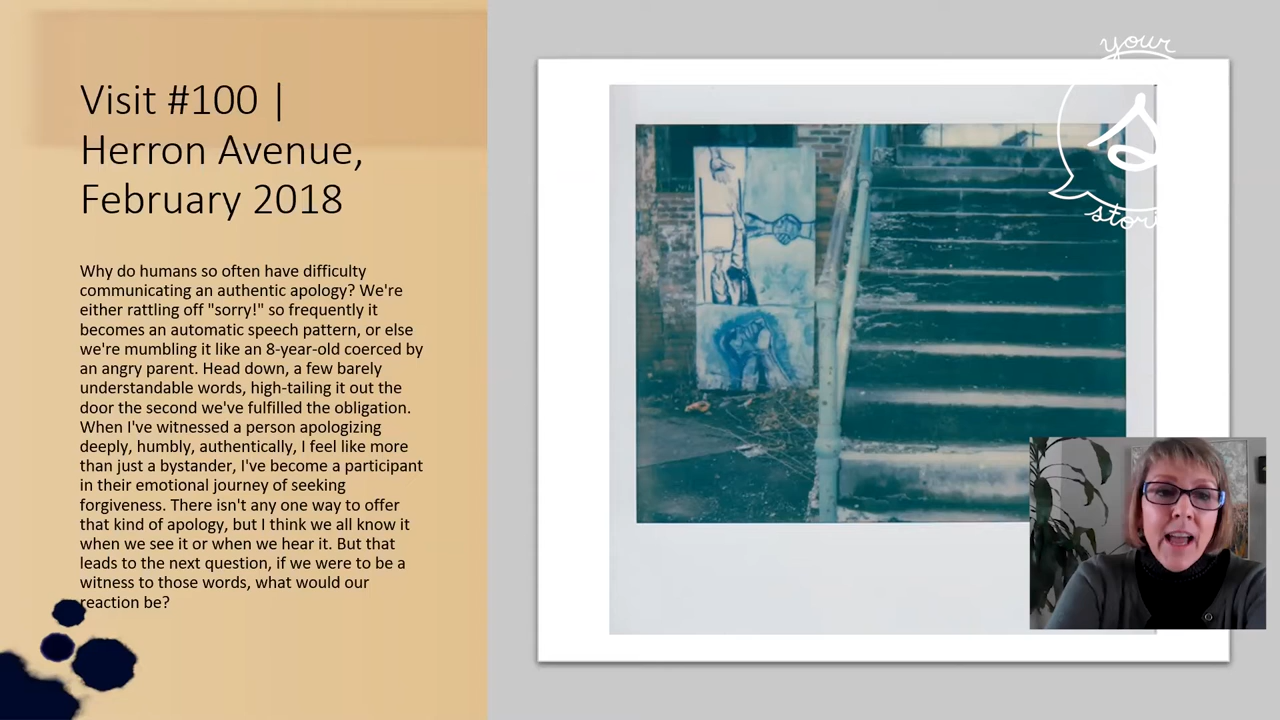 Visit #100 |
Herron Avenue,
February 2018
Why do humans so often have difficulty
communicating an authentic apology? We're
either rattling off "sorry!" so frequently it
becomes an automatic speech pattern, or else
we're mumbling it like an 8-year-old coerced by
an angry parent. Head down, a few barely
understandable words, high-tailing it out the
door the second we've fulfilled the obligation.
When I've witnessed a person apologizing
deeply, humbly, authentically, I feel like more
than just a bystander, I've become a participant
in their emotional journey of seeking
forgiveness. There isn't any one way to offer
that kind of apology, but I think we all know it
when we see it or when we hear it. But that
leads to the next question, if we were to be a
witness to those words, what would our
reaction be?
your
stori